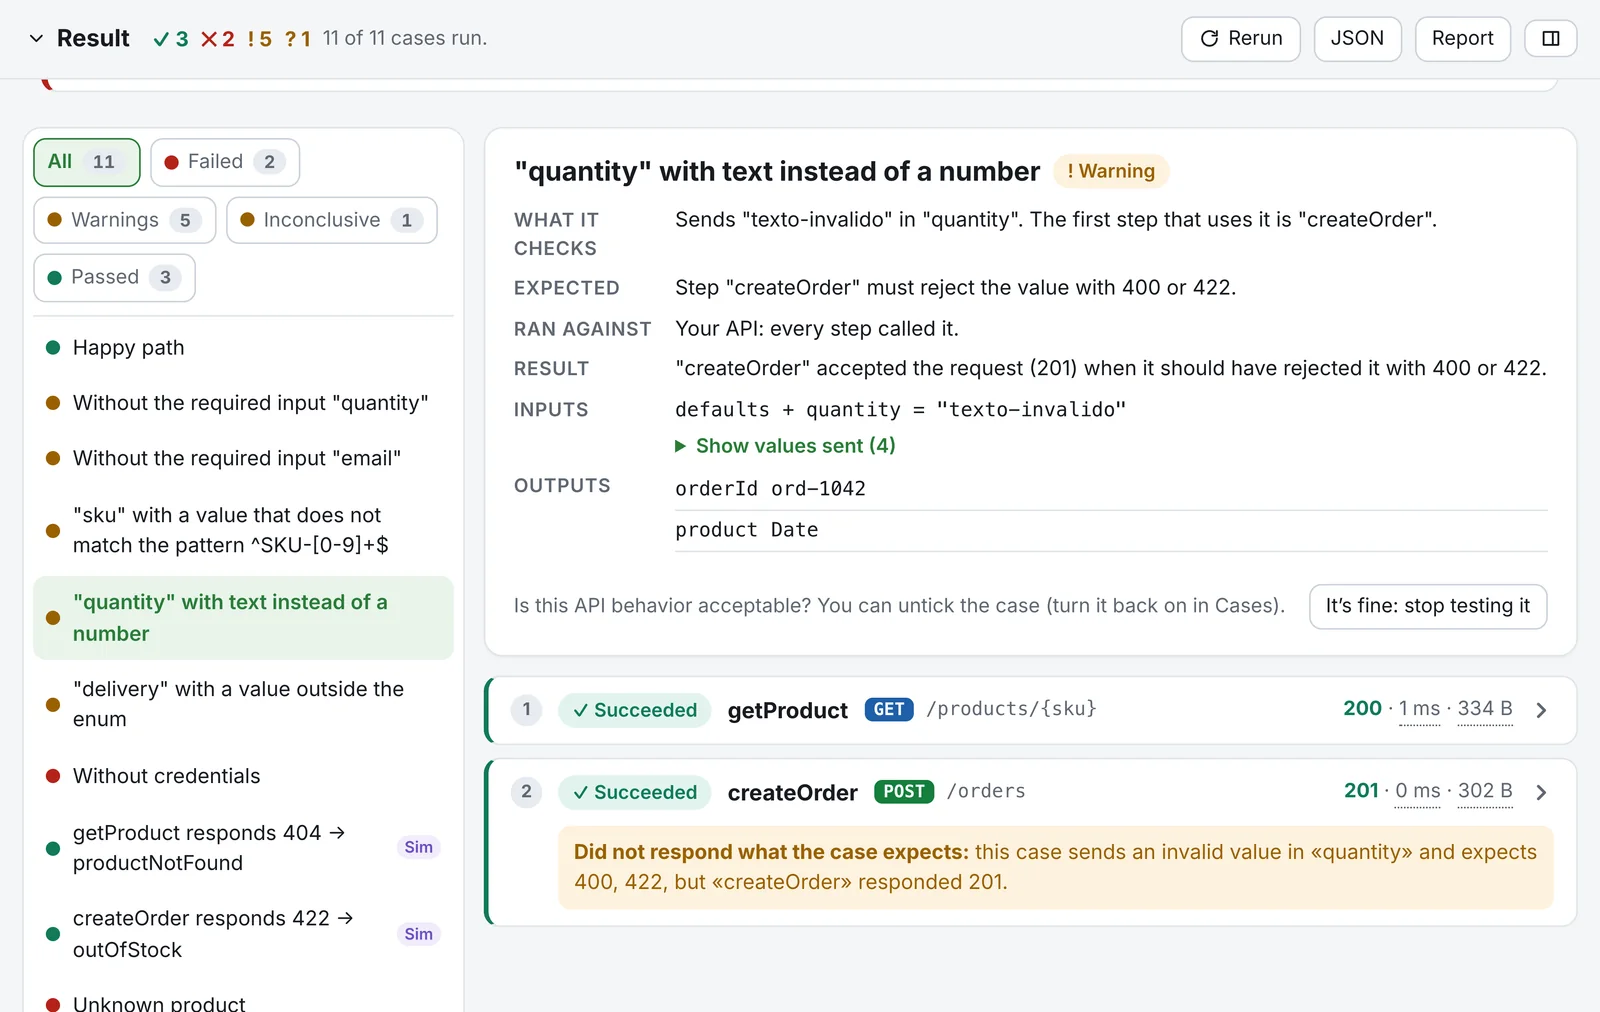 Result ✓ 3 ✕ 2 ! 5 ? 1 11 of 11 cases run.
Rerun JSON Report
All 11 Failed 2
Warnings 5 Inconclusive 1
Passed 3
Happy path
Without the required input "quantity"
Without the required input "email"
"sku" with a value that does not
match the pattern ^SKU-[0-9]+$
"quantity" with text instead of a
number
"delivery" with a value outside the
enum
Without credentials
getProduct responds 404 →
productNotFound
Sim
createOrder responds 422 →
outOfStock
Sim
Unknown product
"quantity" with text instead of a number ! Warning
WHAT IT
CHECKS
Sends "texto-invalido" in "quantity". The first step that uses it is "createOrder".
EXPECTED Step "createOrder" must reject the value with 400 or 422.
RAN AGAINST Your API: every step called it.
RESULT "createOrder" accepted the request (201) when it should have rejected it with 400 or 422.
INPUTS defaults + quantity = "texto-invalido"
▶ Show values sent (4)
OUTPUTS orderId ord-1042
product Date
Is this API behavior acceptable? You can untick the case (turn it back on in Cases). It's fine: stop testing it
1 ✓ Succeeded getProduct GET /products/{sku} 200 · 1 ms · 334 B
2 ✓ Succeeded createOrder POST /orders 201 · 0 ms · 302 B
Did not respond what the case expects: this case sends an invalid value in «quantity» and expects
400, 422, but «createOrder» responded 201.